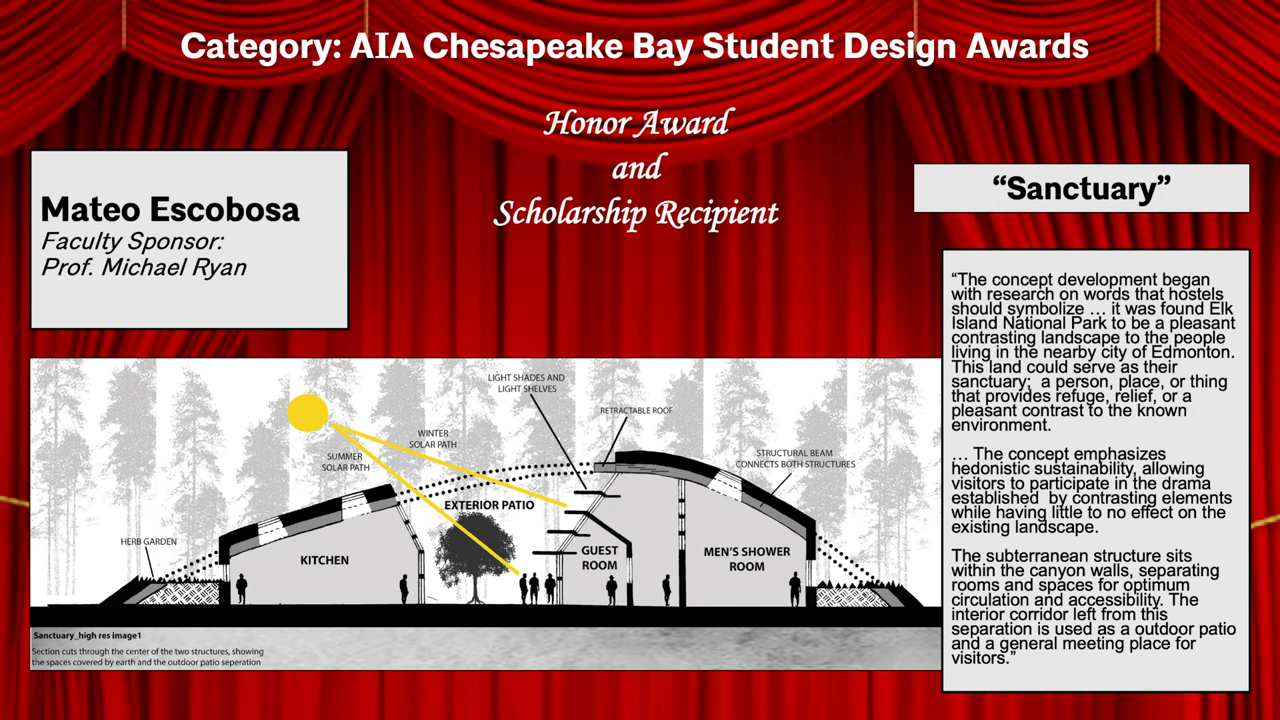 Category: AIA Chesapeake Bay Student Design Awards
Honor Award
and
Scholarship Recipient
Mateo Escobosa
Faculty Sponsor:
Prof. Michael Ryan
“Sanctuary”
“The concept development began
with research on words that hostels
should symbolize … it was found Elk
Island National Park to be a pleasant
contrasting landscape to the people
living in the nearby city of Edmonton.
This land could serve as their
sanctuary;  a person, place, or thing
that provides refuge, relief, or a
pleasant contrast to the known
environment.
… The concept emphasizes
hedonistic sustainability, allowing
visitors to participate in the drama
established  by contrasting elements
while having little to no effect on the
existing landscape.
The subterranean structure sits
within the canyon walls, separating
rooms and spaces for optimum
circulation and accessibility. The
interior corridor left from this
separation is used as a outdoor patio
and a general meeting place for
visitors.”
LIGHT SHADES AND
LIGHT SHELVES
RETRACTABLE ROOF
WINTER
SOLAR PATH
SUMMER
SOLAR PATH
STRUCTURAL BEAM
CONNECTS BOTH STRUCTURES
EXTERIOR PATIO
HERB GARDEN
KITCHEN
GUEST
ROOM
MEN'S SHOWER
ROOM
Sanctuary_high res image1
Section cuts through the center of the two structures, showing
the spaces covered by earth and the outdoor patio seperation